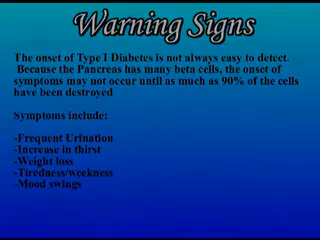 Warning Signs
The onset of Type I Diabetes is not always easy to detect.
Because the Pancreas has many beta cells, the onset of
symptoms may not occur until as much as 90% of the cells
have been destroyed
Symptoms include:
-Frequent Urination
-Increase in thirst
-Weight loss
-Tiredness/weekness
-Mood swings